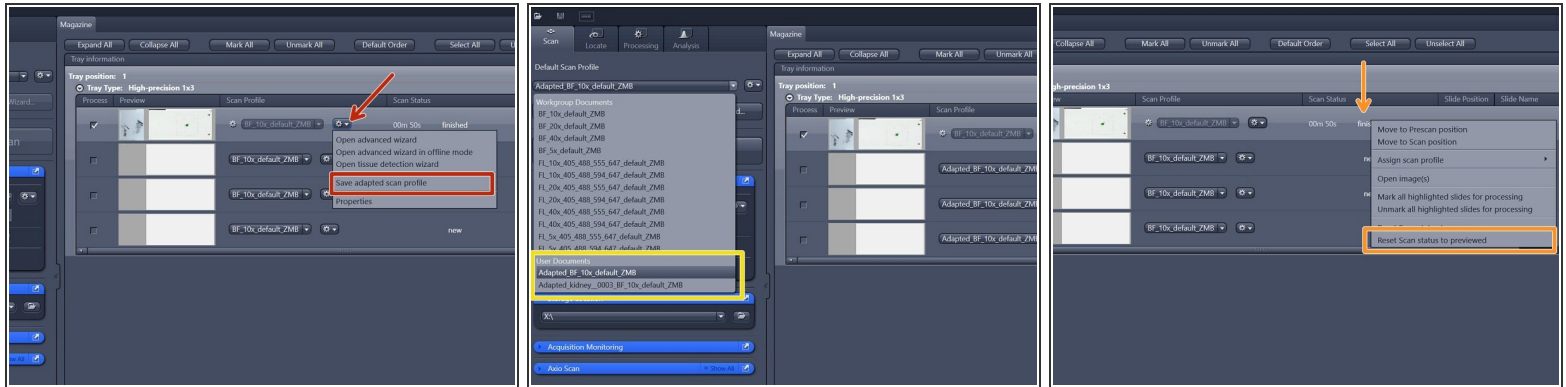 Magazine
Expand All Collapse All Mark All Unmark All Default Order Select All
Tray information
Tray position: 1
Tray Type: High-precision 1x3
Process Preview Scan Profile Scan Status
BF_10x_default_ZMB 00m 50s finished
Open advanced wizard
Open advanced wizard in offline mode
Open tissue detection wizard
Save adapted scan profile
Properties
BF_10x_default_ZMB
BF_10x_default_ZMB
BF_10x_default_ZMB new
Scan Locate Processing Analysis
Default Scan Profile
Adapted_BF_10x_default_ZMB
Workgroup Documents
BF_10x_default_ZMB
BF_20x_default_ZMB
BF_40x_default_ZMB
BF_5x_default_ZMB
FL_10x_405_488_555_647_default_ZMB
FL_10x_405_488_594_647_default_ZMB
FL_20x_405_488_555_647_default_ZMB
FL_20x_405_488_594_647_default_ZMB
FL_40x_405_488_555_647_default_ZMB
FL_40x_405_488_594_647_default_ZMB
FL_5x_405_488_555_647_default_ZMB
FL_5x_405_488_594_647_default_ZMB
User Documents
Adapted_BF_10x_default_ZMB
Adapted_kidney__0003_BF_10x_default_ZMB
Storage Location
X:\
Acquisition Monitoring
Axio Scan Show All
Magazine
Expand All Collapse All Mark All Unmark All
Tray information
Tray position: 1
Tray Type: High-precision 1x3
Process Preview Scan Profile
BF_10x_default_ZMB
Adapted_BF_10x_default_ZM
Adapted_BF_10x_default_ZM
Adapted_BF_10x_default_ZM
Collapse All Mark All Unmark All Default Order Select All Unselect All
gh-precision 1x3
Scan Profile Scan Status Slide Position Slide Name
BF_10x_default_ZMB 00m 50s
Move to Prescan position
Move to Scan position
Assign scan profile
Open image(s)
Mark all highlighted slides for processing
Unmark all highlighted slides for processing
Reset Scan status to previewed
BF_10x_default_ZMB
BF_10x_default_ZMB
BF_10x_default_ZMB